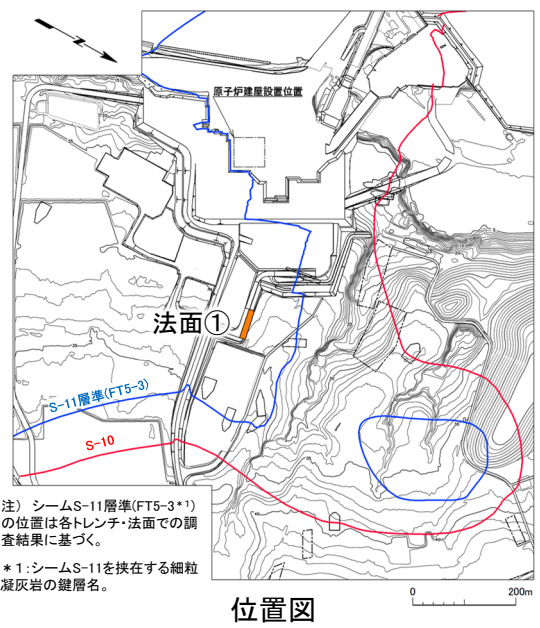 N
原子炉建屋設置位置
法面①
S-11層準(FT5-3)
S-10
注) シームS-11層準(FT5-3*1)
の位置は各トレンチ・法面での調
査結果に基づく。
*1:シームS-11を挟在する細粒
凝灰岩の鍵層名。
位置図
0 200m